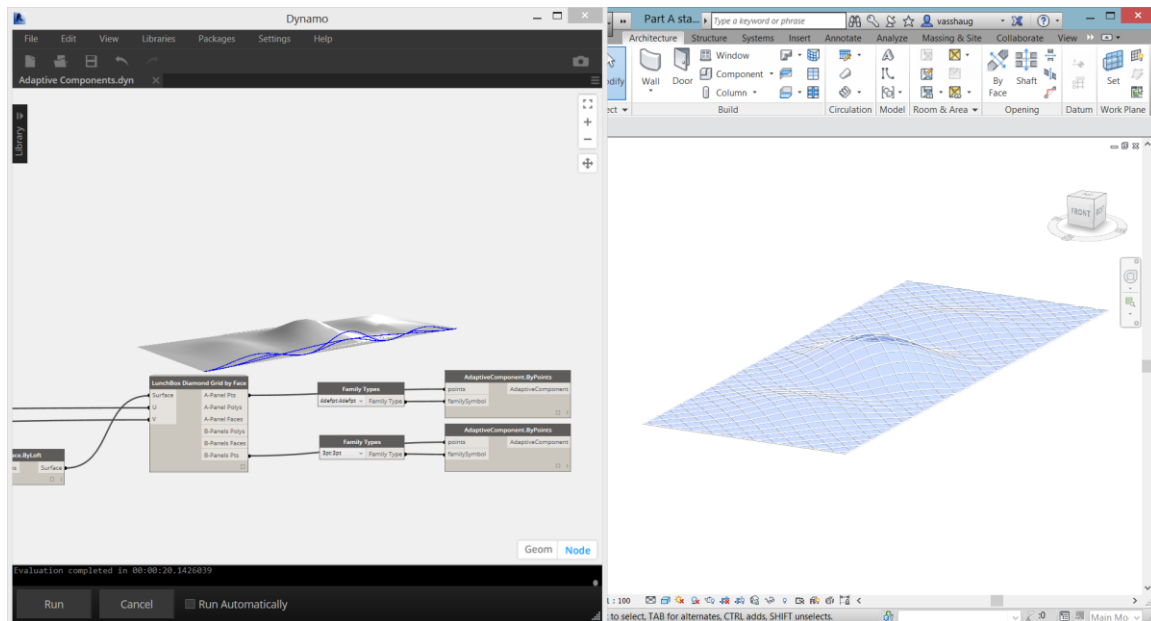 Dynamo
File Edit View Libraries Packages Settings Help
Adaptive Components.dyn
Library
LunchBox Diamond Grid by Face
Surface A-Panel Pts
U A-Panel Polys
V A-Panel Faces
B-Panels Polys
B-Panels Faces
B-Panels Pts
Surface
Family Types
Family Type
Family Types
3pt:3pt Family Type
AdaptiveComponent.ByPoints
points AdaptiveComponent
familySymbol
AdaptiveComponent.ByPoints
points AdaptiveComponent
familySymbol
Geom Node
Evaluation completed in 00:00:20.1426039
Run Cancel Run Automatically
Part A sta... Type a keyword or phrase vasshaug
Architecture Structure Systems Insert Annotate Analyze Massing & Site Collaborate View
Wall Door Window Component Column
By Face Shaft Set
Build Circulation Model Room & Area Opening Datum Work Plane
FRONT
: 100
to select, TAB for alternates, CTRL adds, SHIFT unselects. :0 Main Mo